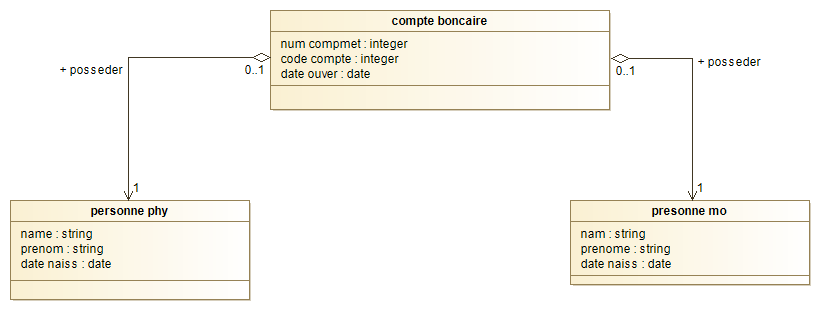 compte boncaire
num compmet : integer
code compte : integer
date ouver : date
+ posseder
0..1
0..1
+ posseder
1
1
personne phy
name : string
prenom : string
date naiss : date
presonne mo
nam : string
prenome : string
date naiss : date